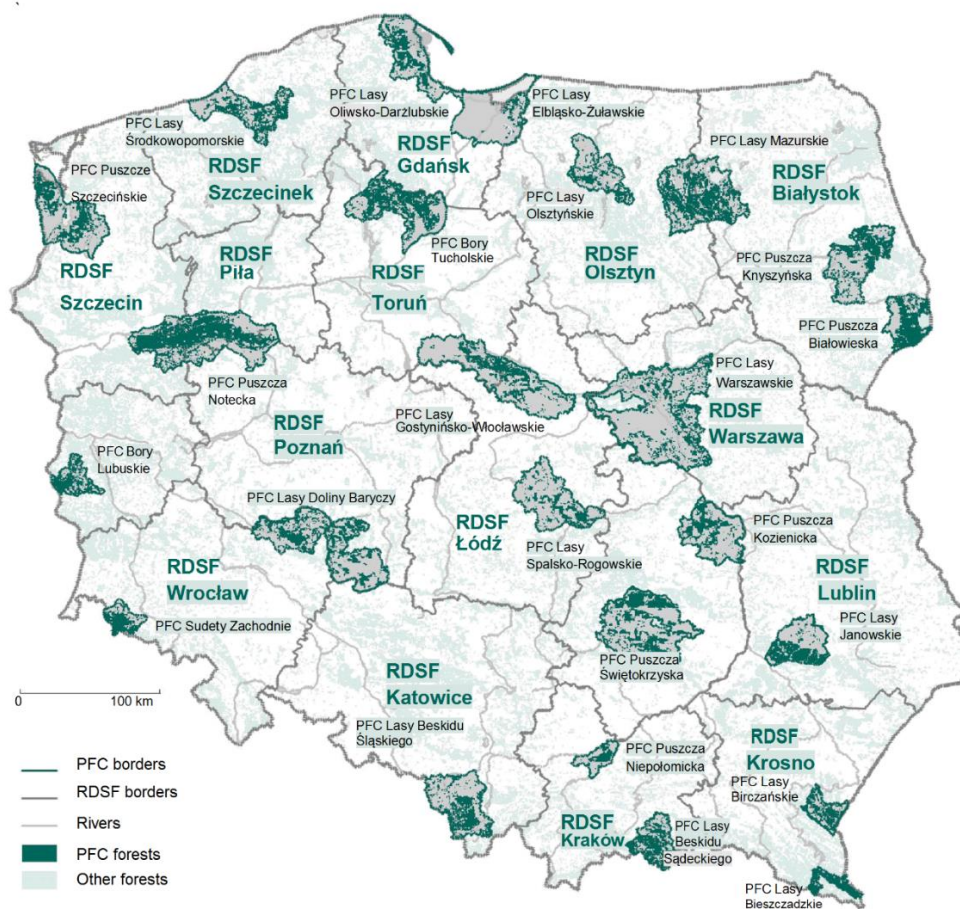 PFC Lasy
Oliwsko-Darżlubskie
PFC Lasy
Elbląsko-Żuławskie
PFC Lasy
Środkowopomorskie
RDSF
Gdańsk
PFC Lasy Mazurskie
RDSF
Szczecinek
RDSF
Białystok
PFC Puszcze
Szczecińskie
PFC Lasy
Olsztyńskie
PFC Bory
Tucholskie
PFC Puszcza
Knyszyńska
RDSF
Szczecin
RDSF
Piła
RDSF
Toruń
RDSF
Olsztyn
PFC Puszcza
Białowieska
PFC Lasy
Warszawskie
PFC Puszcza
Notecka
PFC Lasy
Gostynińsko-Włocławskie
RDSF
Warszawa
RDSF
Poznań
PFC Bory
Lubuskie
PFC Lasy Doliny Baryczy
RDSF
Łódź
PFC Puszcza
Kozienicka
PFC Lasy
Spalsko-Rogowskie
RDSF
Wrocław
RDSF
Lublin
PFC Sudety Zachodnie
PFC Lasy
Janowskie
PFC Puszcza
Świętokrzyska
RDSF
Katowice
0 100 km
PFC Lasy Beskidu
Śląskiego
RDSF
Krosno
PFC Puszcza
Niepołomicka
PFC Lasy
Birczańskie
RDSF
Kraków
PFC Lasy
Beskidu
Sądeckiego
PFC Lasy
Bieszczadzkie
PFC borders
RDSF borders
Rivers
PFC forests
Other forests